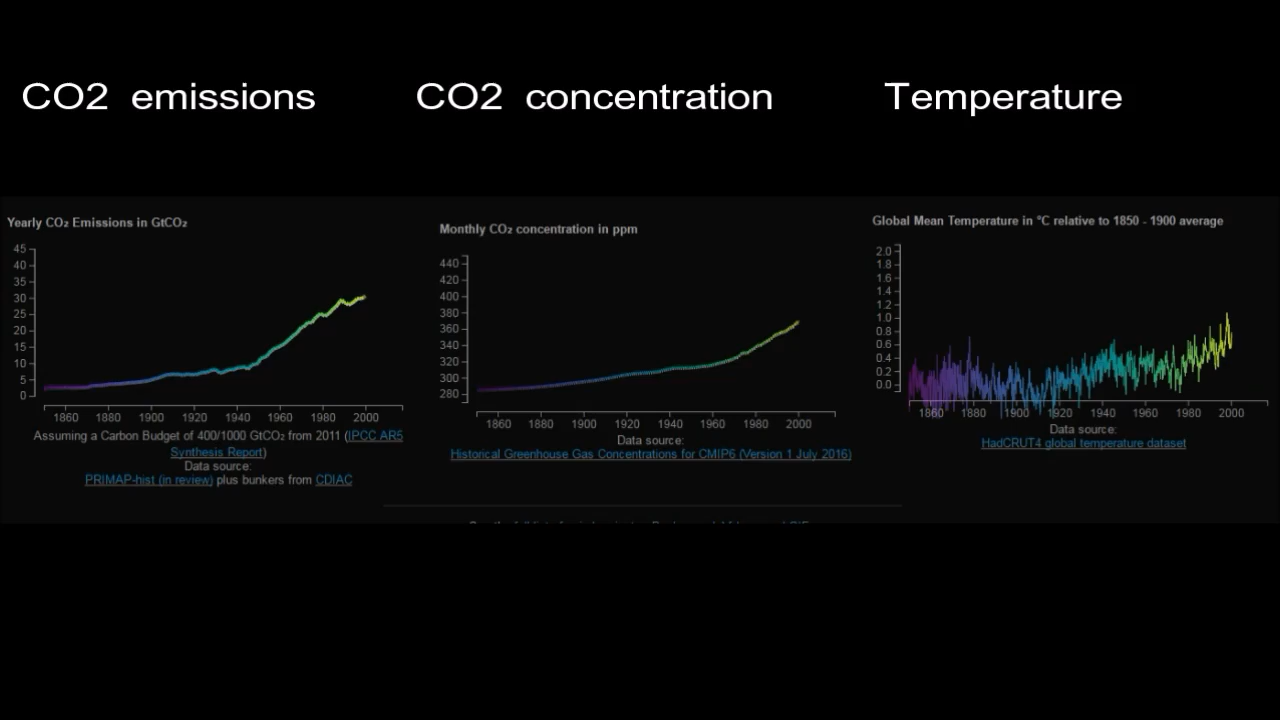 CO2 emissions
CO2 concentration
Temperature
Yearly CO₂ Emissions in GtCO₂
45
40
35
30
25
20
15
10
5
0
1860 1880 1900 1920 1940 1960 1980 2000
Assuming a Carbon Budget of 400/1000 GtCO₂ from 2011 (IPCC AR5
Synthesis Report)
Data source:
PRIMAP-hist (in review) plus bunkers from CDIAC
Monthly CO₂ concentration in ppm
440
420
400
380
360
340
320
300
280
1860 1880 1900 1920 1940 1960 1980 2000
Data source:
Historical Greenhouse Gas Concentrations for CMIP6 (Version 1 July 2016)
Global Mean Temperature in °C relative to 1850 - 1900 average
2.0
1.8
1.6
1.4
1.2
1.0
0.8
0.6
0.4
0.2
0.0
1860 1880 1900 1920 1940 1960 1980 2000
Data source:
HadCRUT4 global temperature dataset